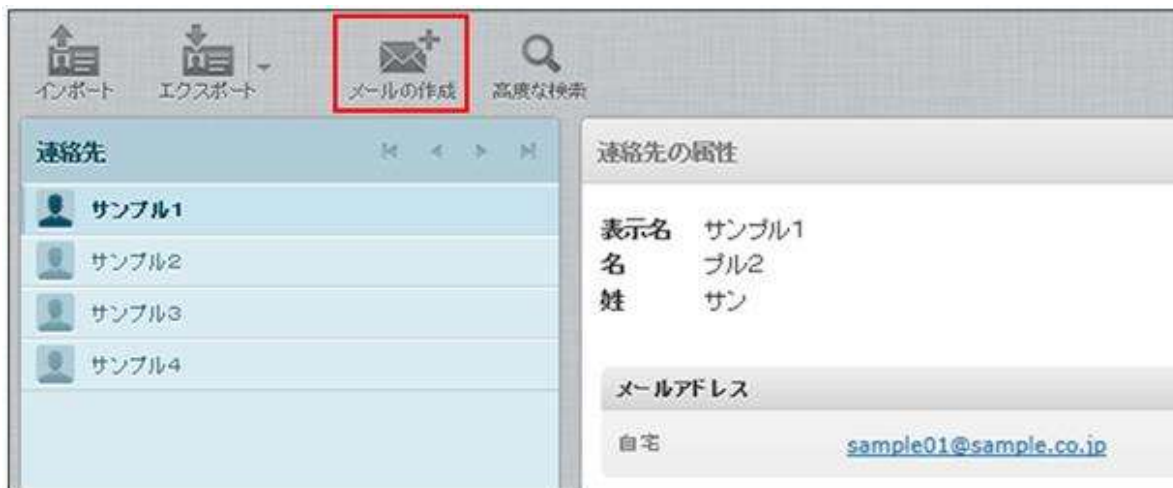 インポート エクスポート メールの作成 高度な検索
連絡先
サンプル1
サンプル2
サンプル3
サンプル4
連絡先の属性
表示名 サンプル1
名 プル2
姓 サン
メールアドレス
自宅 sample01@sample.co.jp